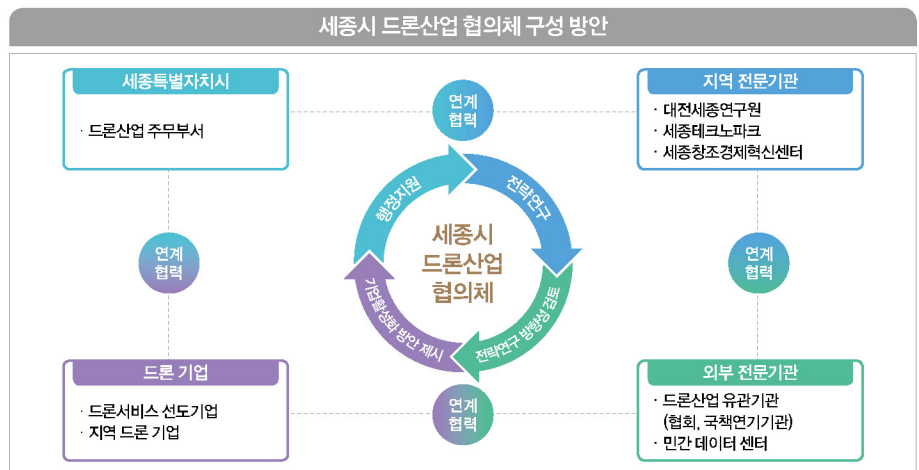 세종시 드론산업 협의체 구성 방안
세종특별자치시
· 드론산업 주무부서
연계
협력
지역 전문기관
· 대전세종연구원
· 세종테크노파크
· 세종창조경제혁신센터
행정지원
전략연구
연계
협력
세종시
드론산업
협의체
연계
협력
기업활성화 방안 제시
전략연구 방향성 검토
드론 기업
· 드론서비스 선도기업
· 지역 드론 기업
연계
협력
외부 전문기관
· 드론산업 유관기관
(협회, 국책연기기관)
· 민간 데이터 센터